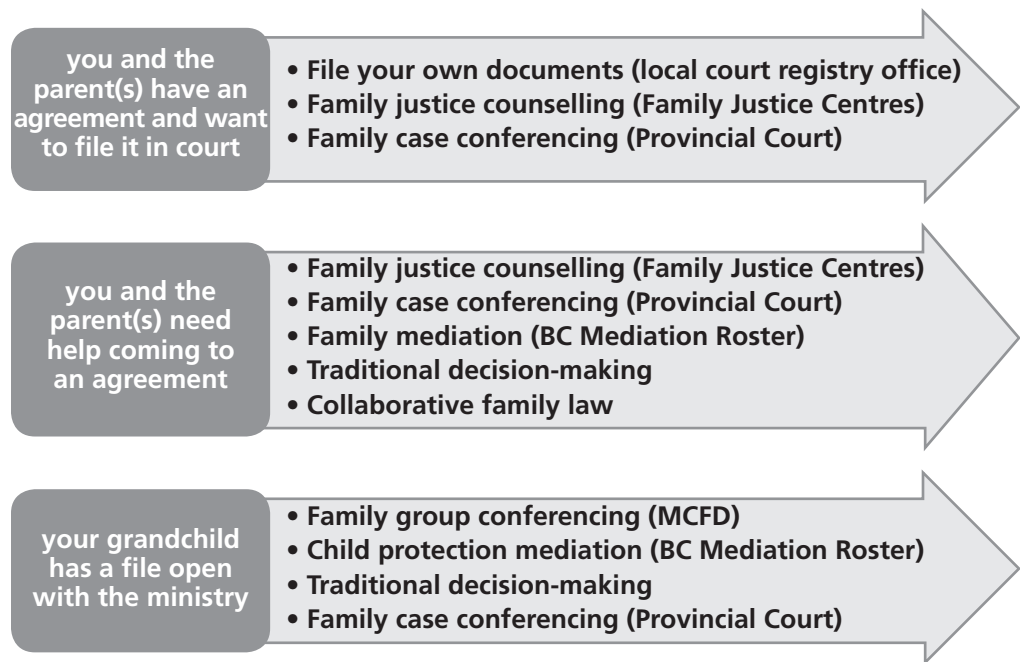 you and the
parent(s) have an
agreement and want
to file it in court
• File your own documents (local court registry office)
• Family justice counselling (Family Justice Centres)
• Family case conferencing (Provincial Court)
you and the
parent(s) need
help coming to
an agreement
• Family justice counselling (Family Justice Centres)
• Family case conferencing (Provincial Court)
• Family mediation (BC Mediation Roster)
• Traditional decision-making
• Collaborative family law
your grandchild
has a file open
with the ministry
• Family group conferencing (MCFD)
• Child protection mediation (BC Mediation Roster)
• Traditional decision-making
• Family case conferencing (Provincial Court)